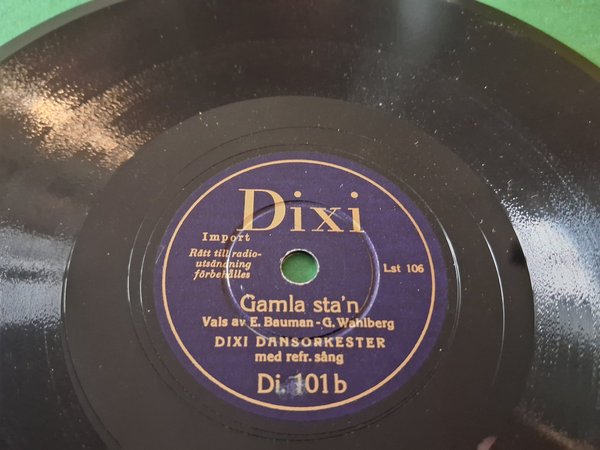 Dixi
Import
Rätt till radio-
utsändning
förbehålles
Lst 106
Gamla sta'n
Vals av E. Bauman - G. Wahlberg
DIXI DANSORKESTER
med refr. sång
Di. 101 b